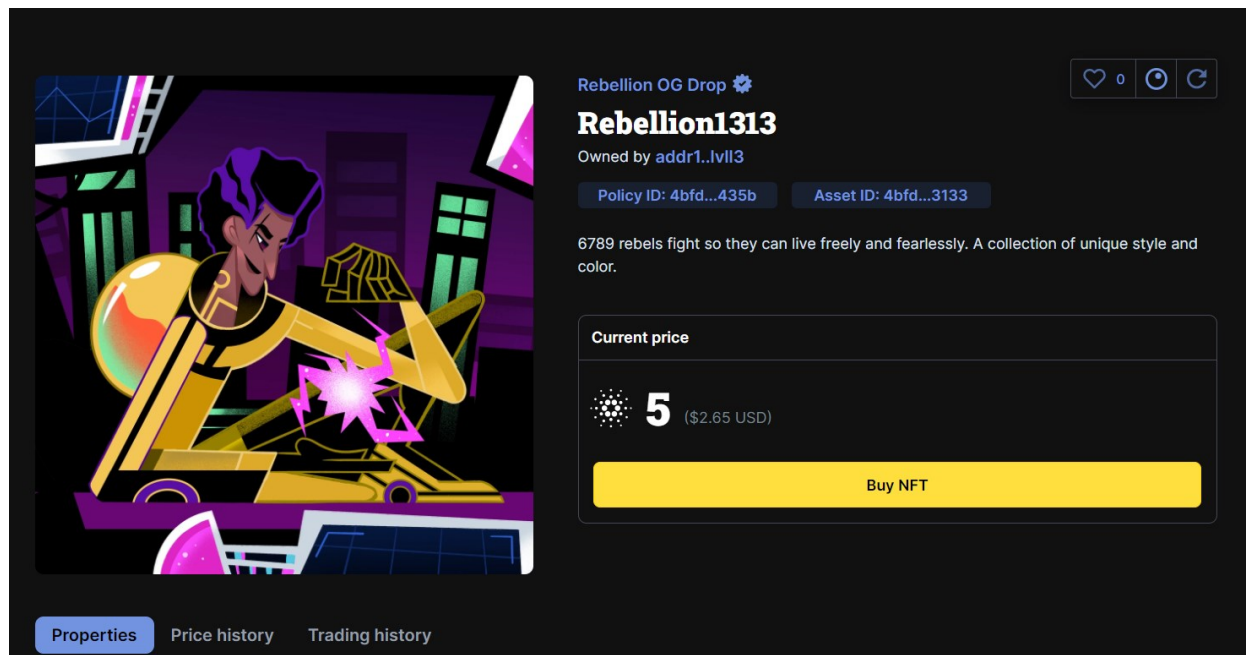 Rebellion OG Drop
0
Rebellion1313
Owned by addr1..lvll3
Policy ID: 4bfd...435b
Asset ID: 4bfd...3133
6789 rebels fight so they can live freely and fearlessly. A collection of unique style and
color.
Current price
5 ($2.65 USD)
Buy NFT
Properties
Price history
Trading history